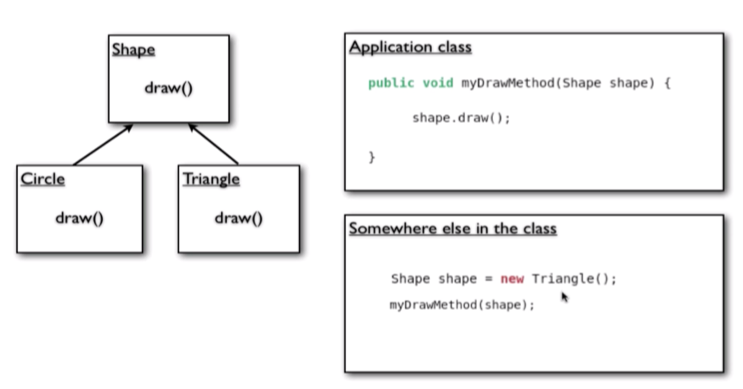 Shape
draw()
Circle
draw()
Triangle
draw()
Application class
public void myDrawMethod(Shape shape) {
shape.draw();
}
Somewhere else in the class
Shape shape = new Triangle();
myDrawMethod(shape);